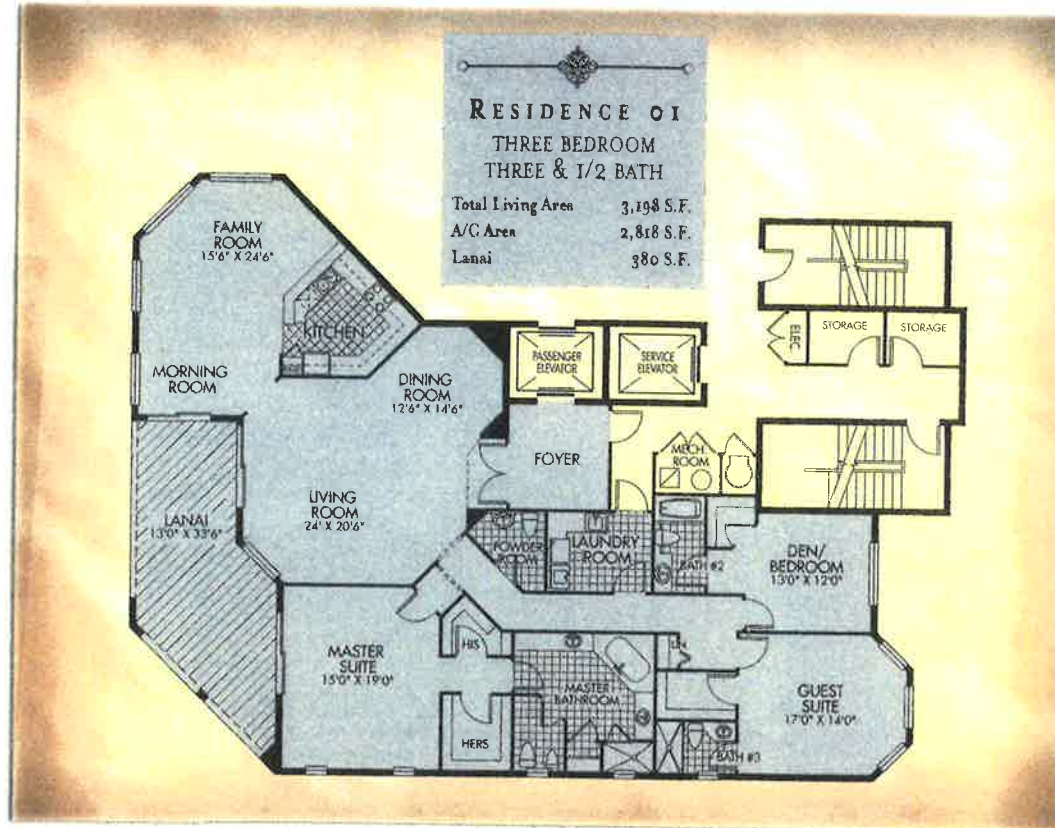 RESIDENCE 01
THREE BEDROOM
THREE & 1/2 BATH
Total Living Area 3,198 S.F.
A/C Area 2,818 S.F.
Lanai 380 S.F.
FAMILY
ROOM
15'6" X 24'6"
KITCHEN
MORNING
ROOM
DINING
ROOM
12'6" X 14'6"
PASSENGER
ELEVATOR
SERVICE
ELEVATOR
ELEC.
STORAGE
STORAGE
FOYER
MECH.
ROOM
LANAI
13'0" X 33'6"
LIVING
ROOM
24' X 20'6"
POWDER
ROOM
LAUNDRY
ROOM
BATH #2
DEN/
BEDROOM
13'0" X 12'0"
MASTER
SUITE
15'0" X 19'0"
HIS
HERS
MASTER
BATHROOM
LIN.
GUEST
SUITE
17'0" X 14'0"
BATH #3